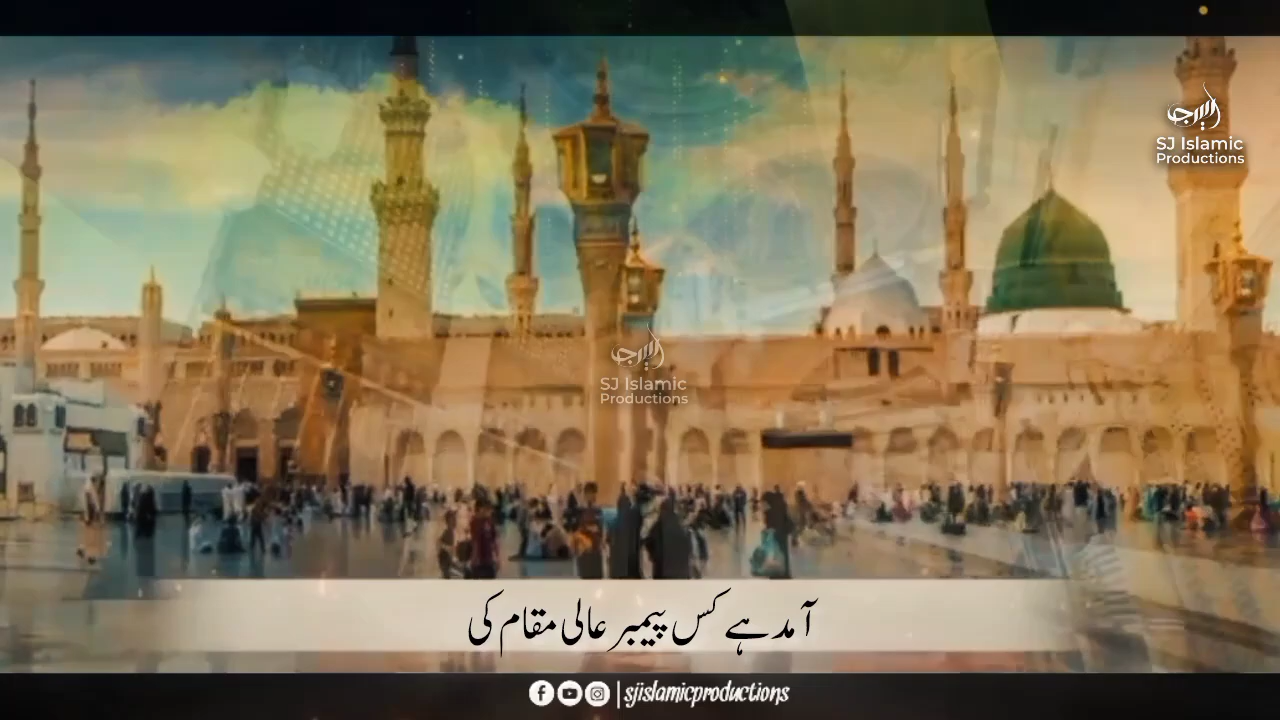 SJ Islamic
Productions
SJ Islamic
Productions
آمد ہے کس پیمبر عالی مقام کی
sjislamicproductions